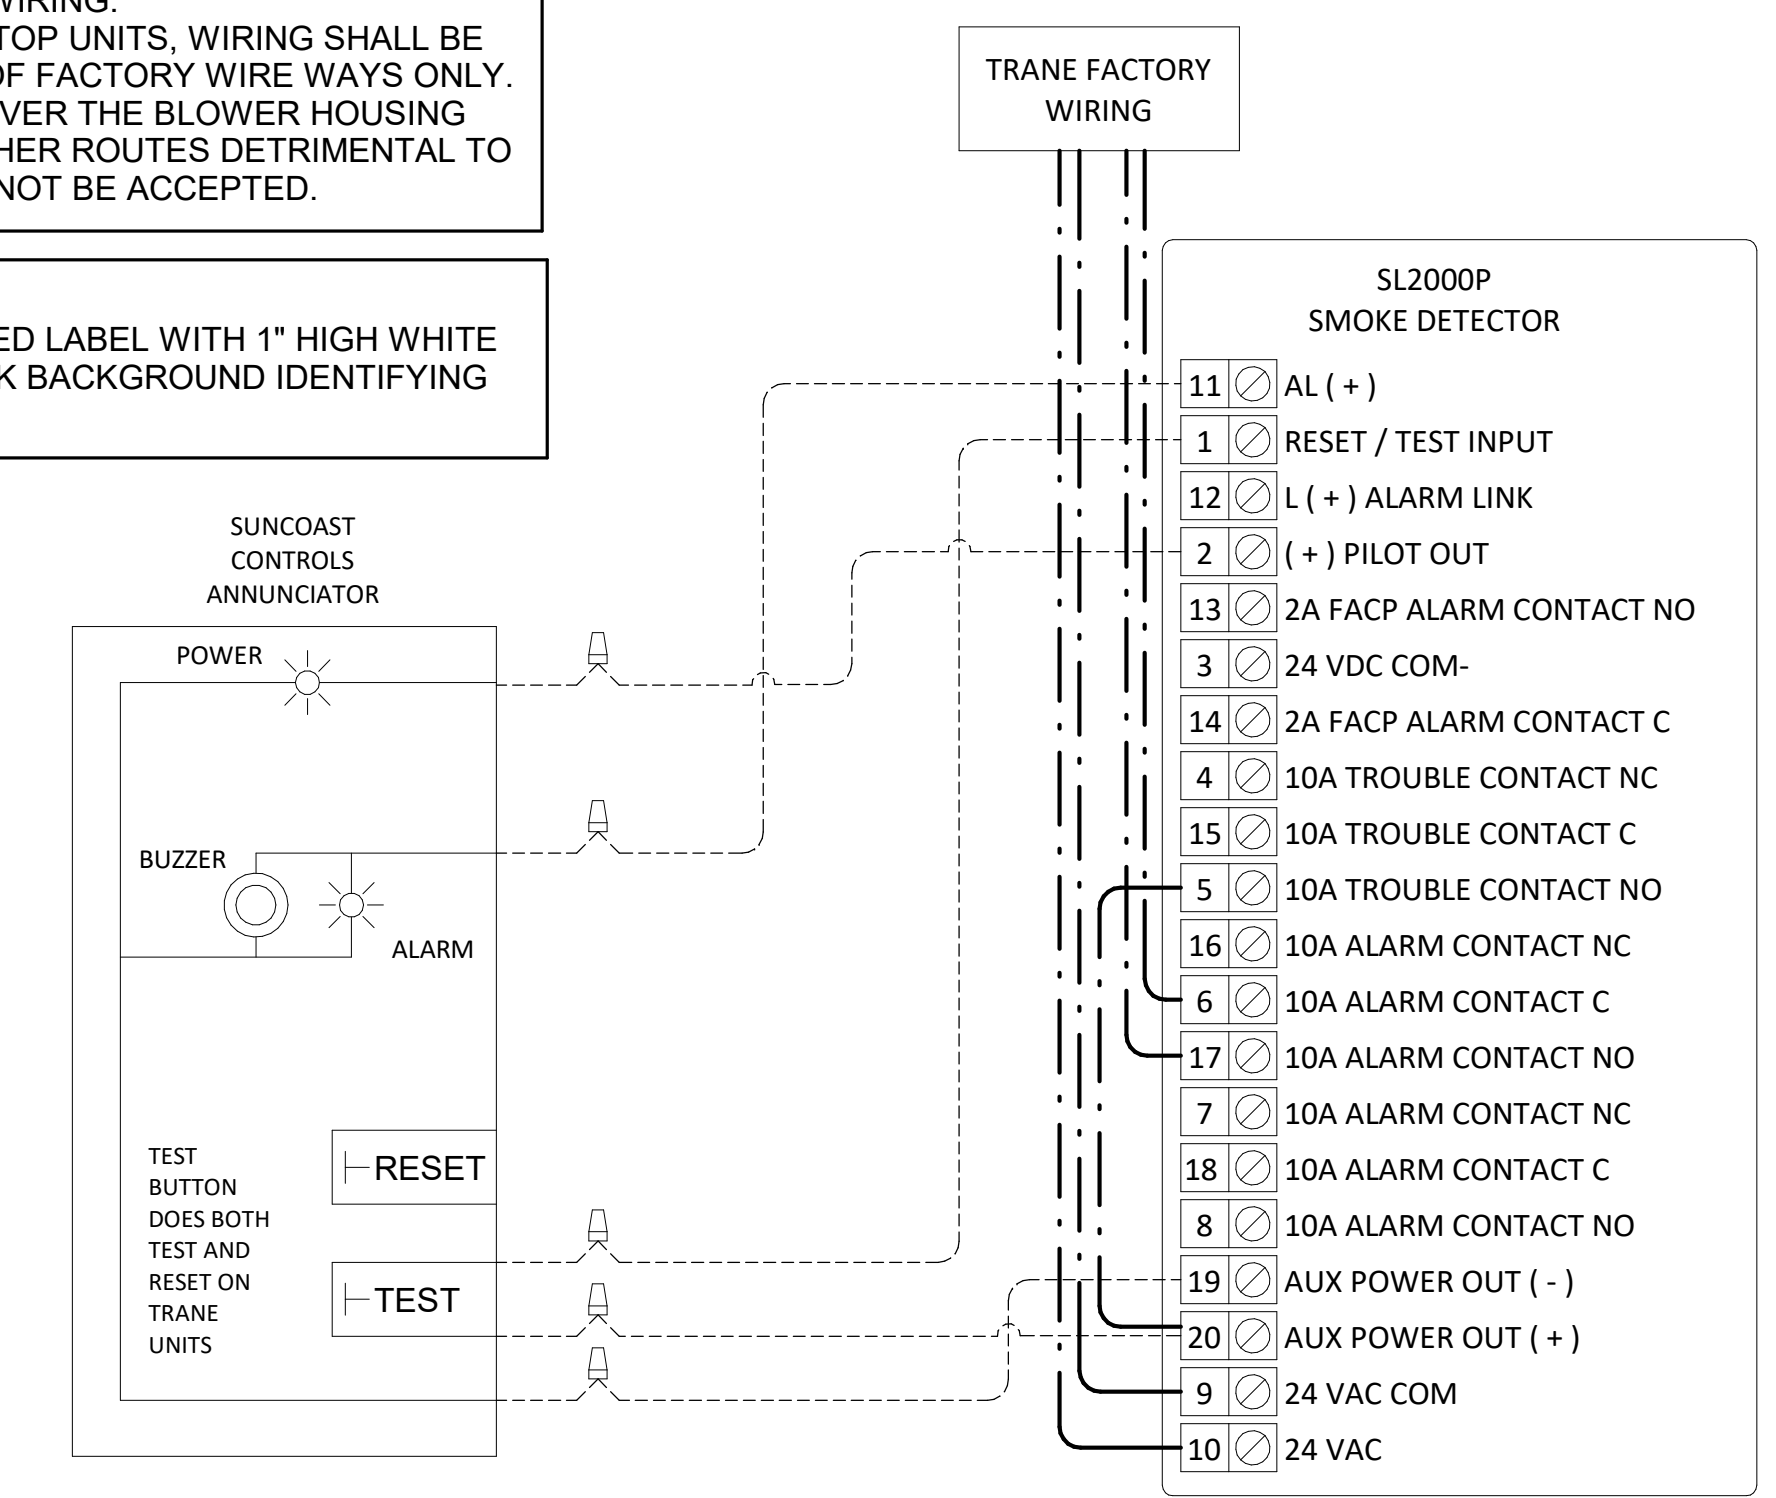 WIRING.
TOP UNITS, WIRING SHALL BE
OF FACTORY WIRE WAYS ONLY.
VER THE BLOWER HOUSING
HER ROUTES DETRIMENTAL TO
NOT BE ACCEPTED.
ED LABEL WITH 1" HIGH WHITE
K BACKGROUND IDENTIFYING
TRANE FACTORY
WIRING
SL2000P
SMOKE DETECTOR
11 AL ( + )
1 RESET / TEST INPUT
12 L ( + ) ALARM LINK
2 ( + ) PILOT OUT
13 2A FACP ALARM CONTACT NO
3 24 VDC COM-
14 2A FACP ALARM CONTACT C
4 10A TROUBLE CONTACT NC
15 10A TROUBLE CONTACT C
5 10A TROUBLE CONTACT NO
16 10A ALARM CONTACT NC
6 10A ALARM CONTACT C
17 10A ALARM CONTACT NO
7 10A ALARM CONTACT NC
18 10A ALARM CONTACT C
8 10A ALARM CONTACT NO
19 AUX POWER OUT ( - )
20 AUX POWER OUT ( + )
9 24 VAC COM
10 24 VAC
SUNCOAST
CONTROLS
ANNUNCIATOR
POWER
BUZZER
ALARM
RESET
TEST
TEST
BUTTON
DOES BOTH
TEST AND
RESET ON
TRANE
UNITS